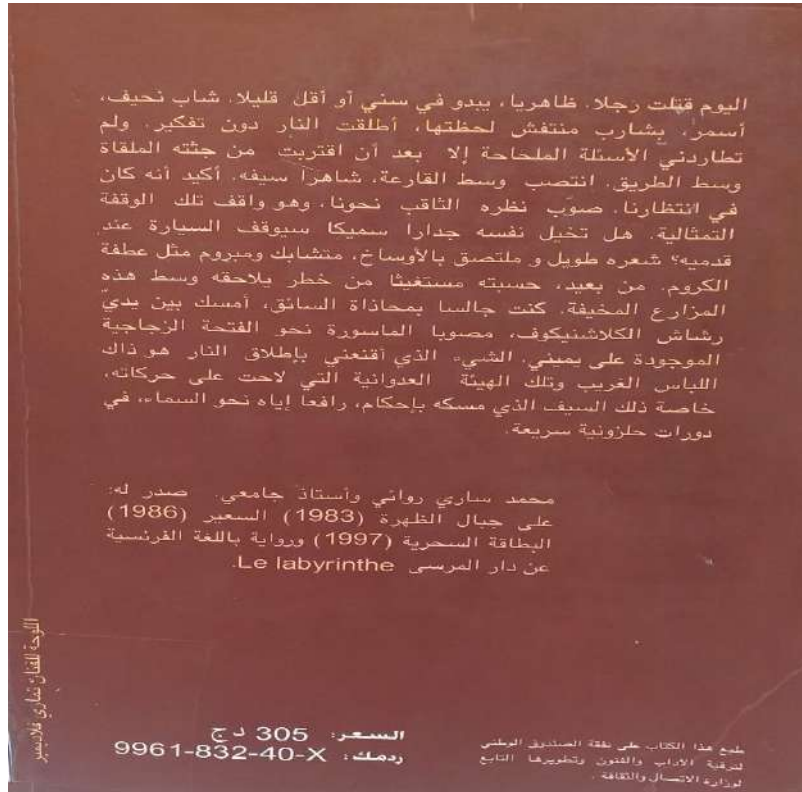 اليوم قتلت رجلا. ظاهريا، يبدو في سني أو أقل قليلا. شاب نحيف،
أسمر، بشارب منتفش لحظتها، أطلقت النار دون تفكير. ولم
تطاردني الأسئلة الملحاحة إلا بعد أن اقتربت من جثته الملقاة
وسط الطريق. انتصب وسط القارعة، شاهرا سيفه. أكيد أنه كان
في انتظارنا. صوّب نظره الثاقب نحونا، وهو واقف تلك الوقفة
التمثالية. هل تخيل نفسه جدارا سميكا سيوقف السيارة عند
قدميه؟ شعره طويل و ملتصق بالأوساخ، متشابك ومبروم مثل عطفة
الكروم. من بعيد، حسبته مستغيثا من خطر يلاحقه وسط هذه
المزارع المخيفة. كنت جالسا بمحاذاة السائق، أمسك بين يديّ
رشاش الكلاشنيكوف، مصوبا الماسورة نحو الفتحة الزجاجية
الموجودة على يميني. الشيء الذي أقنعني بإطلاق النار هو ذاك
اللباس الغريب وتلك الهيئة العدوانية التي لاحت على حركاته،
خاصة ذلك السيف الذي مسكه بإحكام، رافعا إياه نحو السماء، في
دورات حلزونية سريعة.
محمد ساري روائي وأستاذ جامعي. صدر له:
على جبال الظهرة (1983) السعير (1986)
البطاقة السحرية (1997) ورواية باللغة الفرنسية
عن دار المرسى Le labyrinthe.
اللوحة للفنان تماري فلاديمير
السعر: 305 دج
ردمك: 9961-832-40-X
طبع هذا الكتاب على نفقة الصندوق الوطني
لترقية الآداب والفنون وتطويرها التابع
لوزارة الاتصال والثقافة .